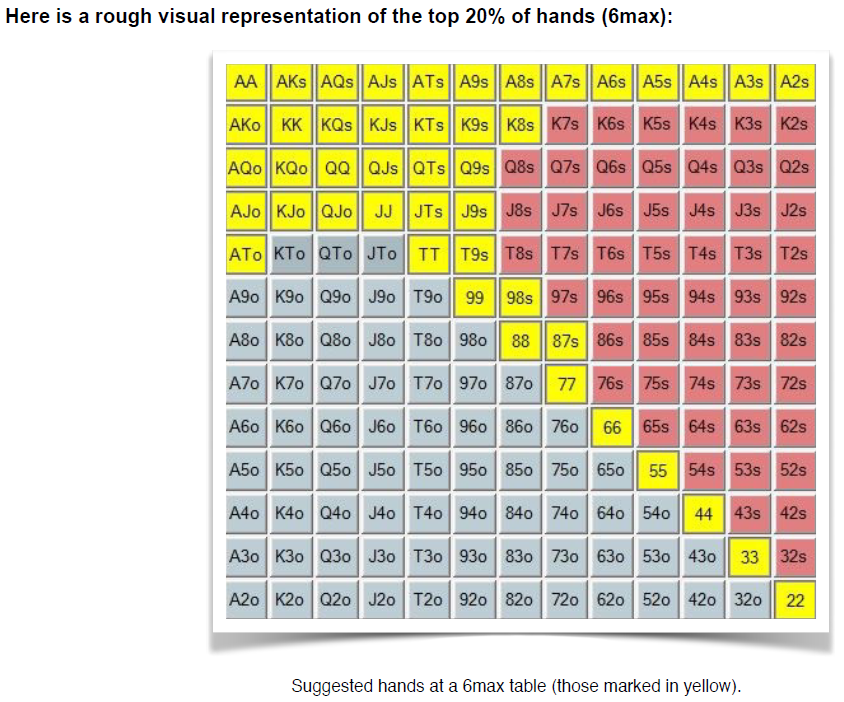 Here is a rough visual representation of the top 20% of hands (6max):
AA AKs AQs AJs ATs A9s A8s A7s A6s A5s A4s A3s A2s
AKo KK KQs KJs KTs K9s K8s K7s K6s K5s K4s K3s K2s
AQo KQo QQ QJs QTs Q9s Q8s Q7s Q6s Q5s Q4s Q3s Q2s
AJo KJo QJo JJ JTs J9s J8s J7s J6s J5s J4s J3s J2s
ATo KTo QTo JTo TT T9s T8s T7s T6s T5s T4s T3s T2s
A9o K9o Q9o J9o T9o 99 98s 97s 96s 95s 94s 93s 92s
A8o K8o Q8o J8o T8o 98o 88 87s 86s 85s 84s 83s 82s
A7o K7o Q7o J7o T7o 97o 87o 77 76s 75s 74s 73s 72s
A6o K6o Q6o J6o T6o 96o 86o 76o 66 65s 64s 63s 62s
A5o K5o Q5o J5o T5o 95o 85o 75o 65o 55 54s 53s 52s
A4o K4o Q4o J4o T4o 94o 84o 74o 64o 54o 44 43s 42s
A3o K3o Q3o J3o T3o 93o 83o 73o 63o 53o 43o 33 32s
A2o K2o Q2o J2o T2o 92o 82o 72o 62o 52o 42o 32o 22
Suggested hands at a 6max table (those marked in yellow).